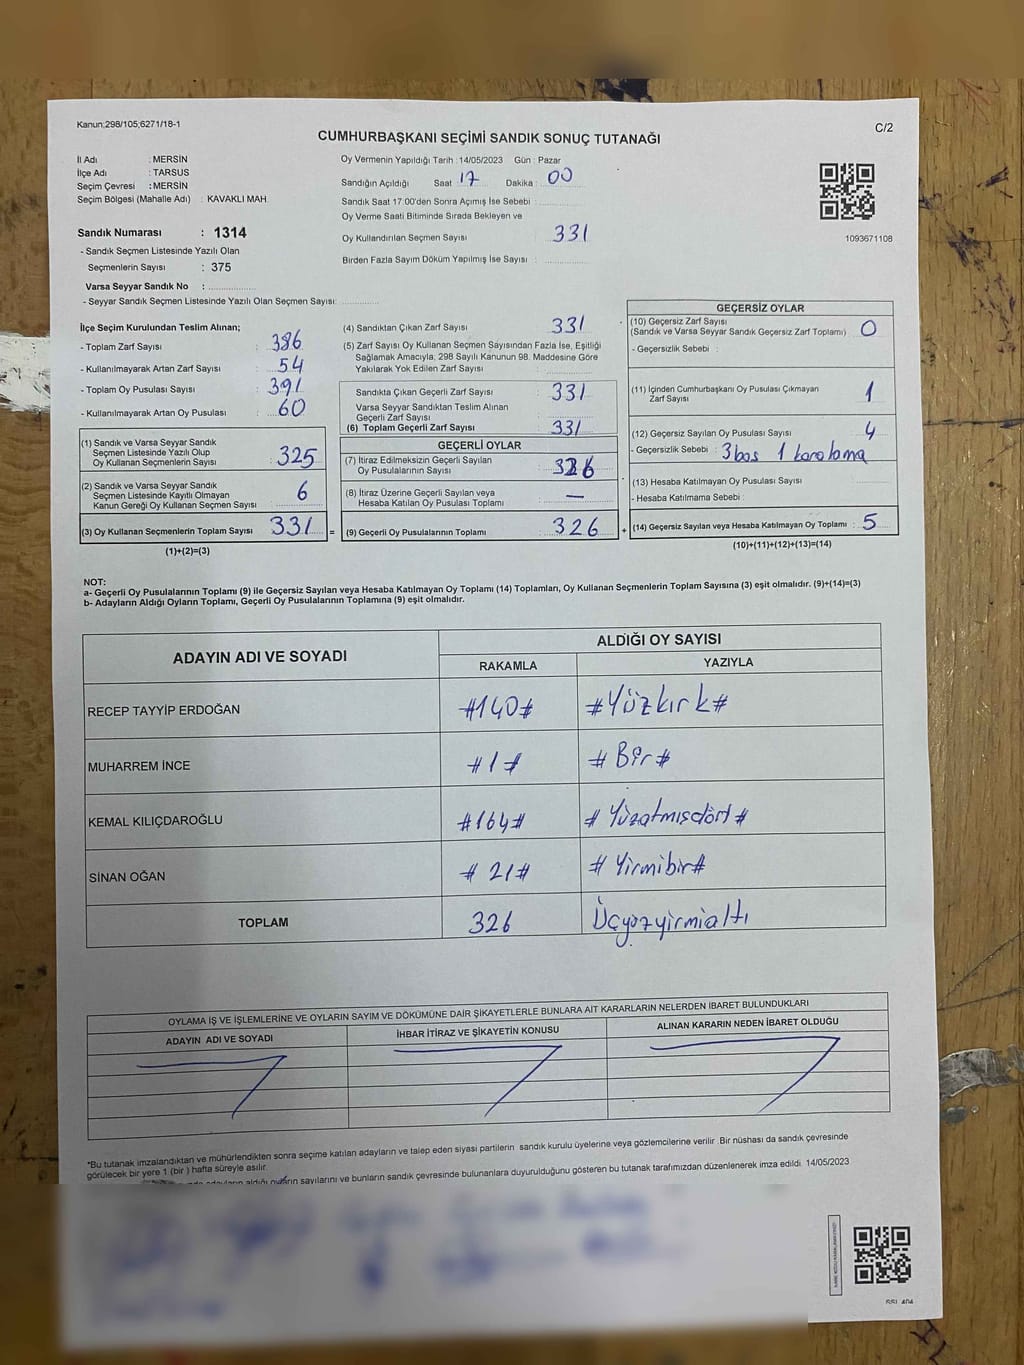 Kanun;298/105;6271/18-1
C/2
CUMHURBAŞKANI SEÇİMİ SANDIK SONUÇ TUTANAĞI
İl Adı : MERSİN
İlçe Adı : TARSUS
Seçim Çevresi : MERSİN
Seçim Bölgesi (Mahalle Adı) : KAVAKLI MAH.
Sandık Numarası : 1314
- Sandık Seçmen Listesinde Yazılı Olan
Seçmenlerin Sayısı : 375
Varsa Seyyar Sandık No :
- Seyyar Sandık Seçmen Listesinde Yazılı Olan Seçmen Sayısı:
Oy Vermenin Yapıldığı Tarih : 14/05/2023 Gün : Pazar
Sandığın Açıldığı Saat 17 Dakika : 00
Sandık Saat 17:00'den Sonra Açımış İse Sebebi :
Oy Verme Saati Bitiminde Sırada Bekleyen ve
Oy Kullandırılan Seçmen Sayısı 331
Birden Fazla Sayım Döküm Yapılmış İse Sayısı :
1093671108
İlçe Seçim Kurulundan Teslim Alınan;
- Toplam Zarf Sayısı : 386
- Kullanılmayarak Artan Zarf Sayısı : 54
- Toplam Oy Pusulası Sayısı : 391
- Kullanılmayarak Artan Oy Pusulası : 60
(1) Sandık ve Varsa Seyyar Sandık
Seçmen Listesinde Yazılı Olup
Oy Kullanan Seçmenlerin Sayısı 325
(2) Sandık ve Varsa Seyyar Sandık
Seçmen Listesinde Kayıtlı Olmayan
Kanun Gereği Oy Kullanan Seçmen Sayısı 6
(3) Oy Kullanan Seçmenlerin Toplam Sayısı 331 =
(1)+(2)=(3)
(4) Sandıktan Çıkan Zarf Sayısı 331
(5) Zarf Sayısı Oy Kullanan Seçmen Sayısından Fazla İse, Eşitliği
Sağlamak Amacıyla; 298 Sayılı Kanunun 98. Maddesine Göre
Yakılarak Yok Edilen Zarf Sayısı
Sandıkta Çıkan Geçerli Zarf Sayısı 331
Varsa Seyyar Sandıktan Teslim Alınan
Geçerli Zarf Sayısı
(6) Toplam Geçerli Zarf Sayısı 331
GEÇERLİ OYLAR
(7) İtiraz Edilmeksizin Geçerli Sayılan
Oy Pusulalarının Sayısı 326
(8) İtiraz Üzerine Geçerli Sayılan veya
Hesaba Katılan Oy Pusulası Toplamı —
(9) Geçerli Oy Pusulalarının Toplamı 326 +
GEÇERSİZ OYLAR
(10) Geçersiz Zarf Sayısı
(Sandık ve Varsa Seyyar Sandık Geçersiz Zarf Toplamı) 0
- Geçersizlik Sebebi :
(11) İçinden Cumhurbaşkanı Oy Pusulası Çıkmayan
Zarf Sayısı 1
(12) Geçersiz Sayılan Oy Pusulası Sayısı 4
- Geçersizlik Sebebi : 3 bos 1 karalama
(13) Hesaba Katılmayan Oy Pusulası Sayısı
- Hesaba Katılmama Sebebi :
(14) Geçersiz Sayılan veya Hesaba Katılmayan Oy Toplamı : 5
(10)+(11)+(12)+(13)=(14)
NOT:
a- Geçerli Oy Pusulalarının Toplamı (9) ile Geçersiz Sayılan veya Hesaba Katılmayan Oy Toplamı (14) Toplamları, Oy Kullanan Seçmenlerin Toplam Sayısına (3) eşit olmalıdır. (9)+(14)=(3)
b- Adayların Aldığı Oyların Toplamı, Geçerli Oy Pusulalarının Toplamına (9) eşit olmalıdır.
ADAYIN ADI VE SOYADI
ALDIĞI OY SAYISI
RAKAMLA YAZIYLA
RECEP TAYYİP ERDOĞAN #140# #Yüzkırk#
MUHARREM İNCE #1# #Bir#
KEMAL KILIÇDAROĞLU #164# #Yüzatmışdört#
SİNAN OĞAN #21# #Yirmibir#
TOPLAM 326 Üçyüzyirmialtı
OYLAMA İŞ VE İŞLEMLERİNE VE OYLARIN SAYIM VE DÖKÜMÜNE DAİR ŞİKAYETLERLE BUNLARA AİT KARARLARIN NELERDEN İBARET BULUNDUKLARI
ADAYIN ADI VE SOYADI İHBAR İTİRAZ VE ŞİKAYETİN KONUSU ALINAN KARARIN NEDEN İBARET OLDUĞU
*Bu tutanak imzalandıktan ve mühürlendikten sonra seçime katılan adayların ve talep eden siyasi partilerin sandık kurulu üyelerine veya gözlemcilerine verilir. Bir nüshası da sandık çevresinde
görülecek bir yere 1 (bir ) hafta süreyle asılır.
adayların aldığı oyların sayılarını ve bunların sandık çevresinde bulunanlara duyurulduğunu gösteren bu tutanak tarafımızdan düzenlenerek imza edildi. 14/05/2023